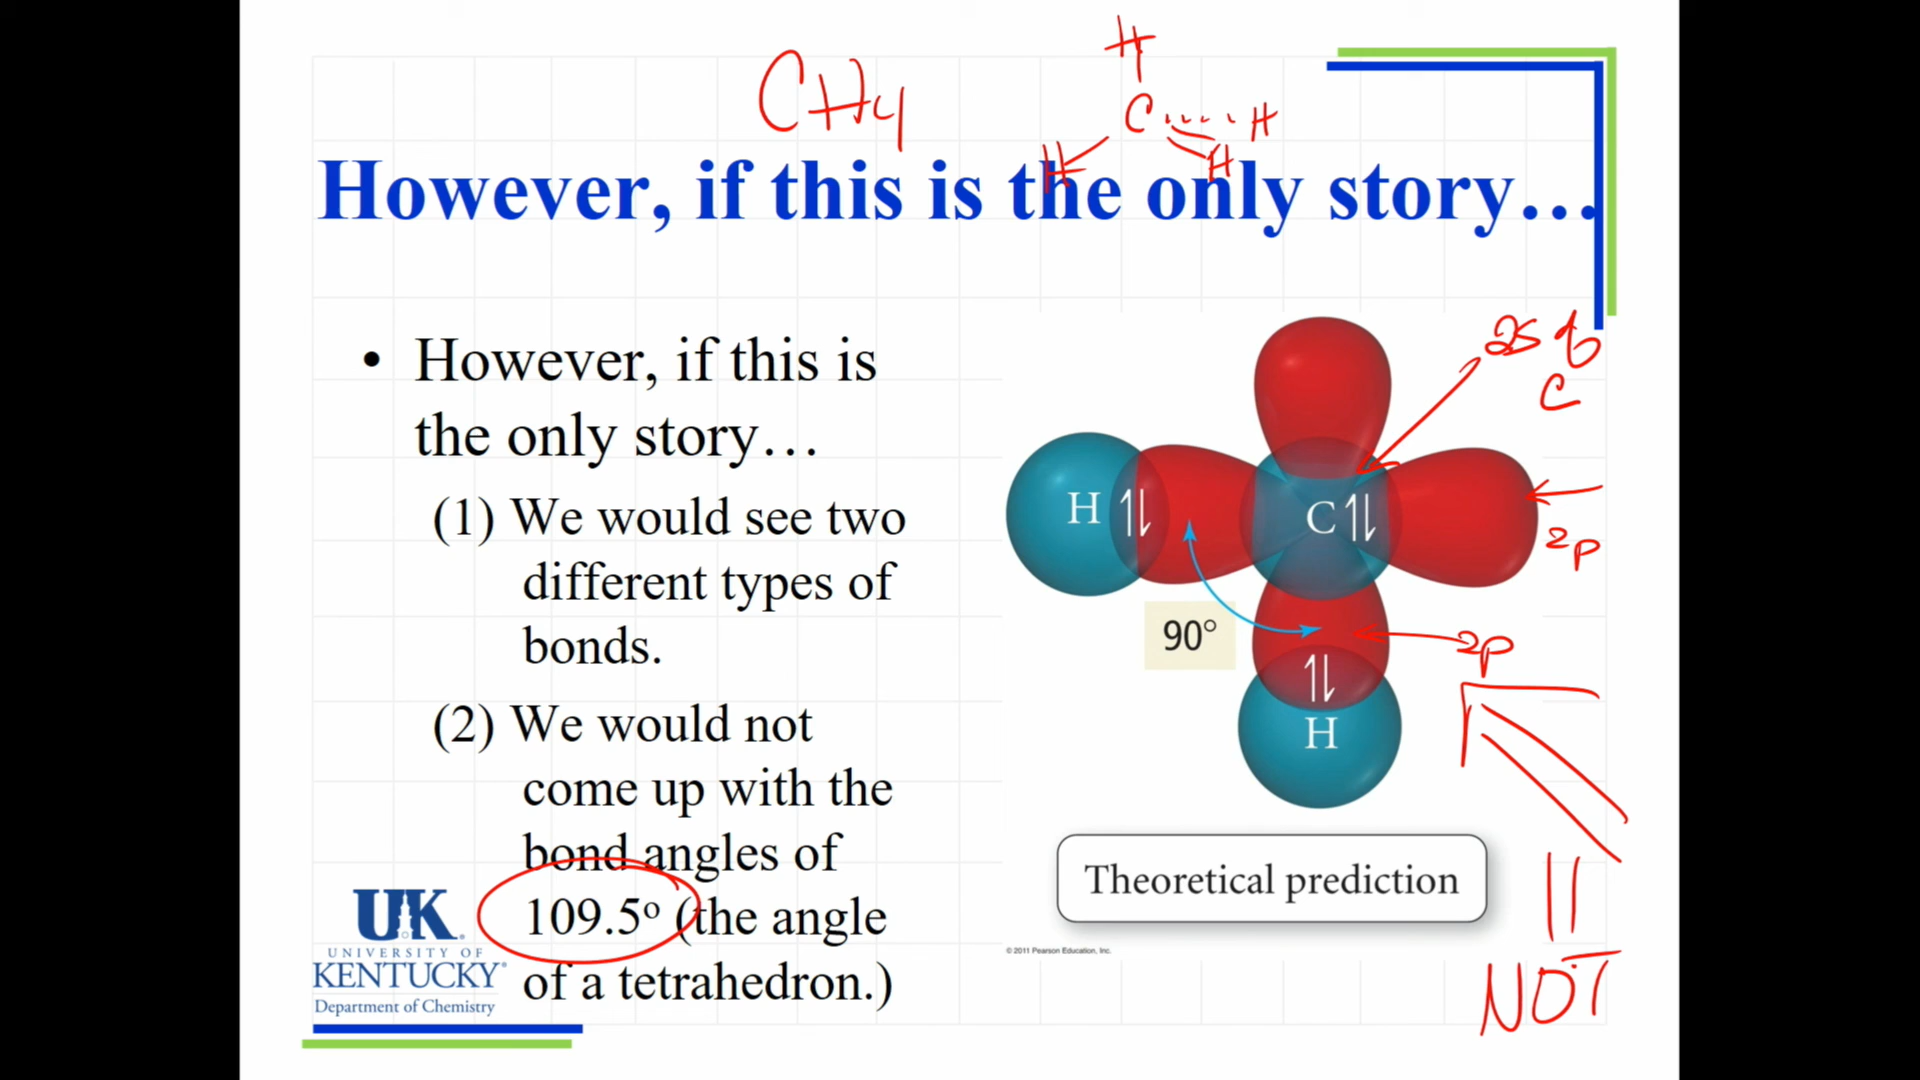 CH4
H
C....H
H H
However, if this is the only story…
• However, if this is
the only story…
(1) We would see two
different types of
bonds.
(2) We would not
come up with the
bond angles of
109.5º (the angle
of a tetrahedron.)
UK
UNIVERSITY OF
KENTUCKY
Department of Chemistry
2s of
C
H ⥮ C ⥮
2p
90°
2p
⥮
H
Theoretical prediction
© 2011 Pearson Education, Inc.
NOT